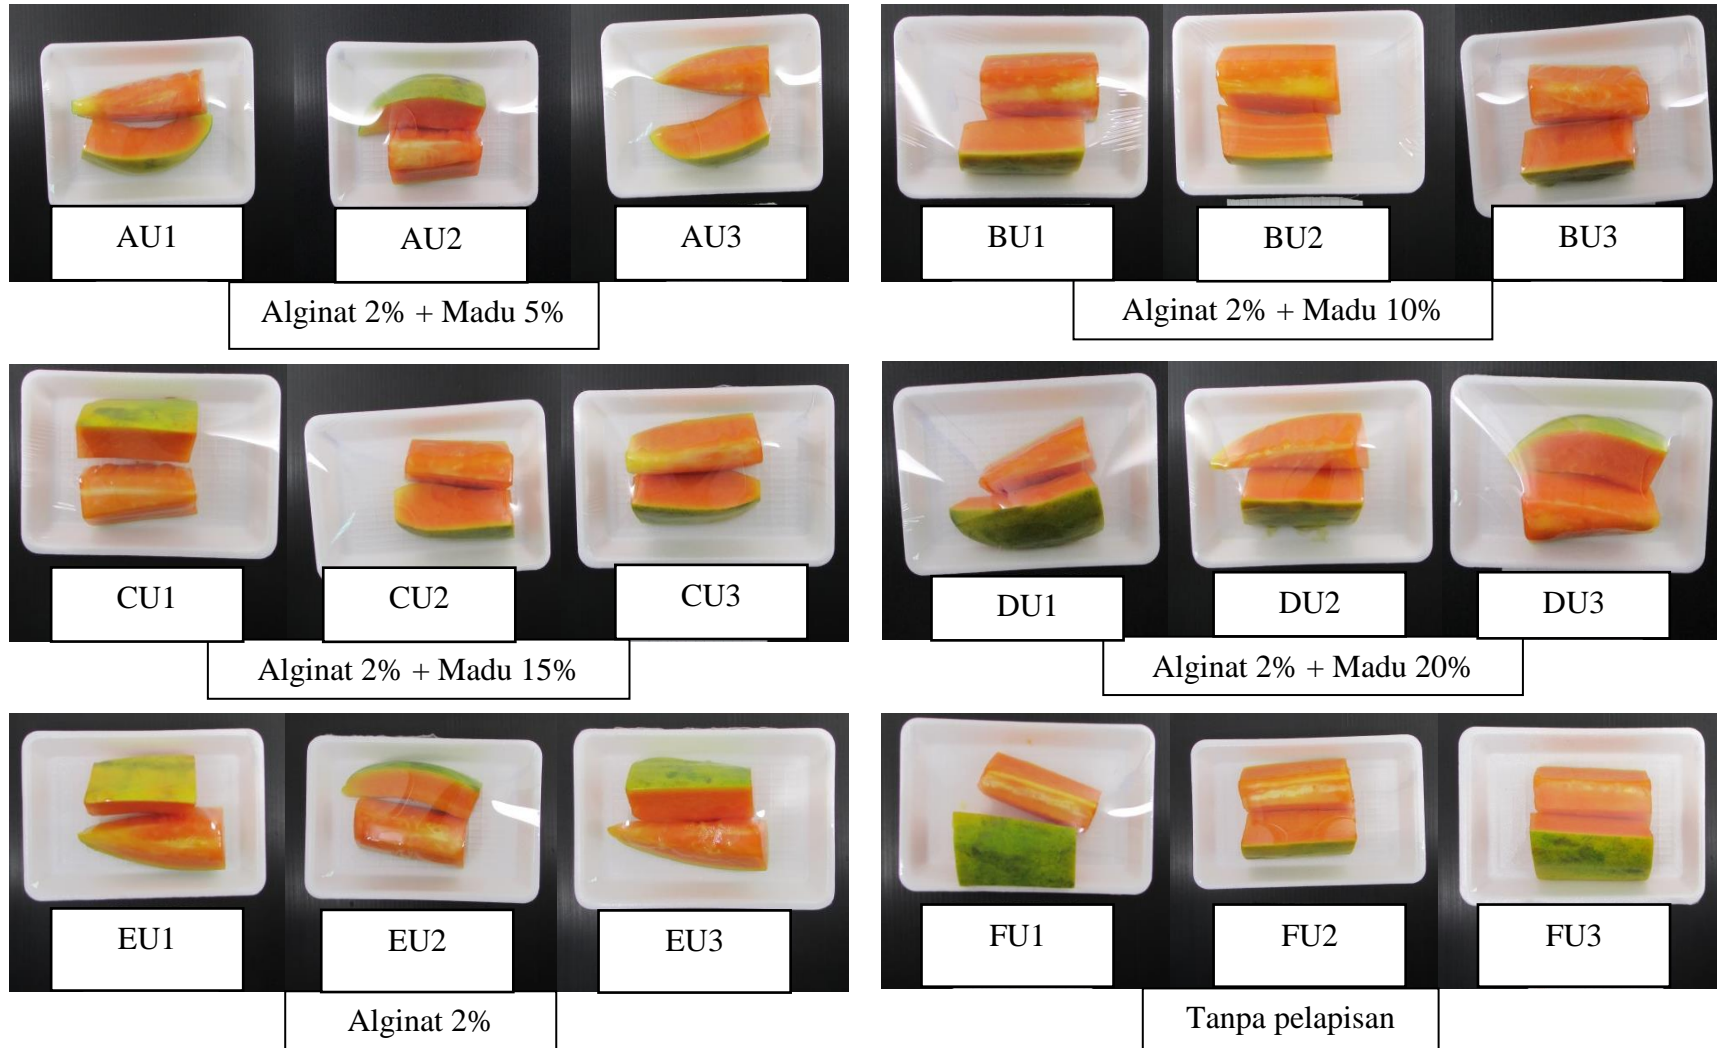 AU1
AU2
AU3
Alginat 2% + Madu 5%
BU1
BU2
BU3
Alginat 2% + Madu 10%
CU1
CU2
CU3
Alginat 2% + Madu 15%
DU1
DU2
DU3
Alginat 2% + Madu 20%
EU1
EU2
EU3
Alginat 2%
FU1
FU2
FU3
Tanpa pelapisan